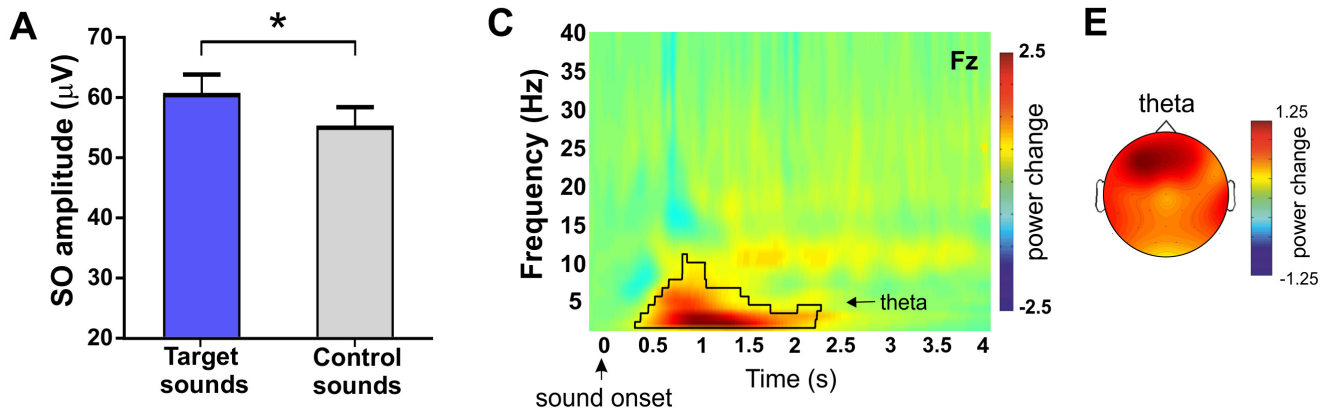 A
SO amplitude (μV)
70
60
50
40
30
20
*
Target
sounds
Control
sounds
C
Frequency (Hz)
40
35
30
25
20
15
10
5
Fz
theta
0
0.5
1
1.5
2
2.5
3
3.5
4
Time (s)
sound onset
2.5
power change
-2.5
E
theta
1.25
power change
-1.25